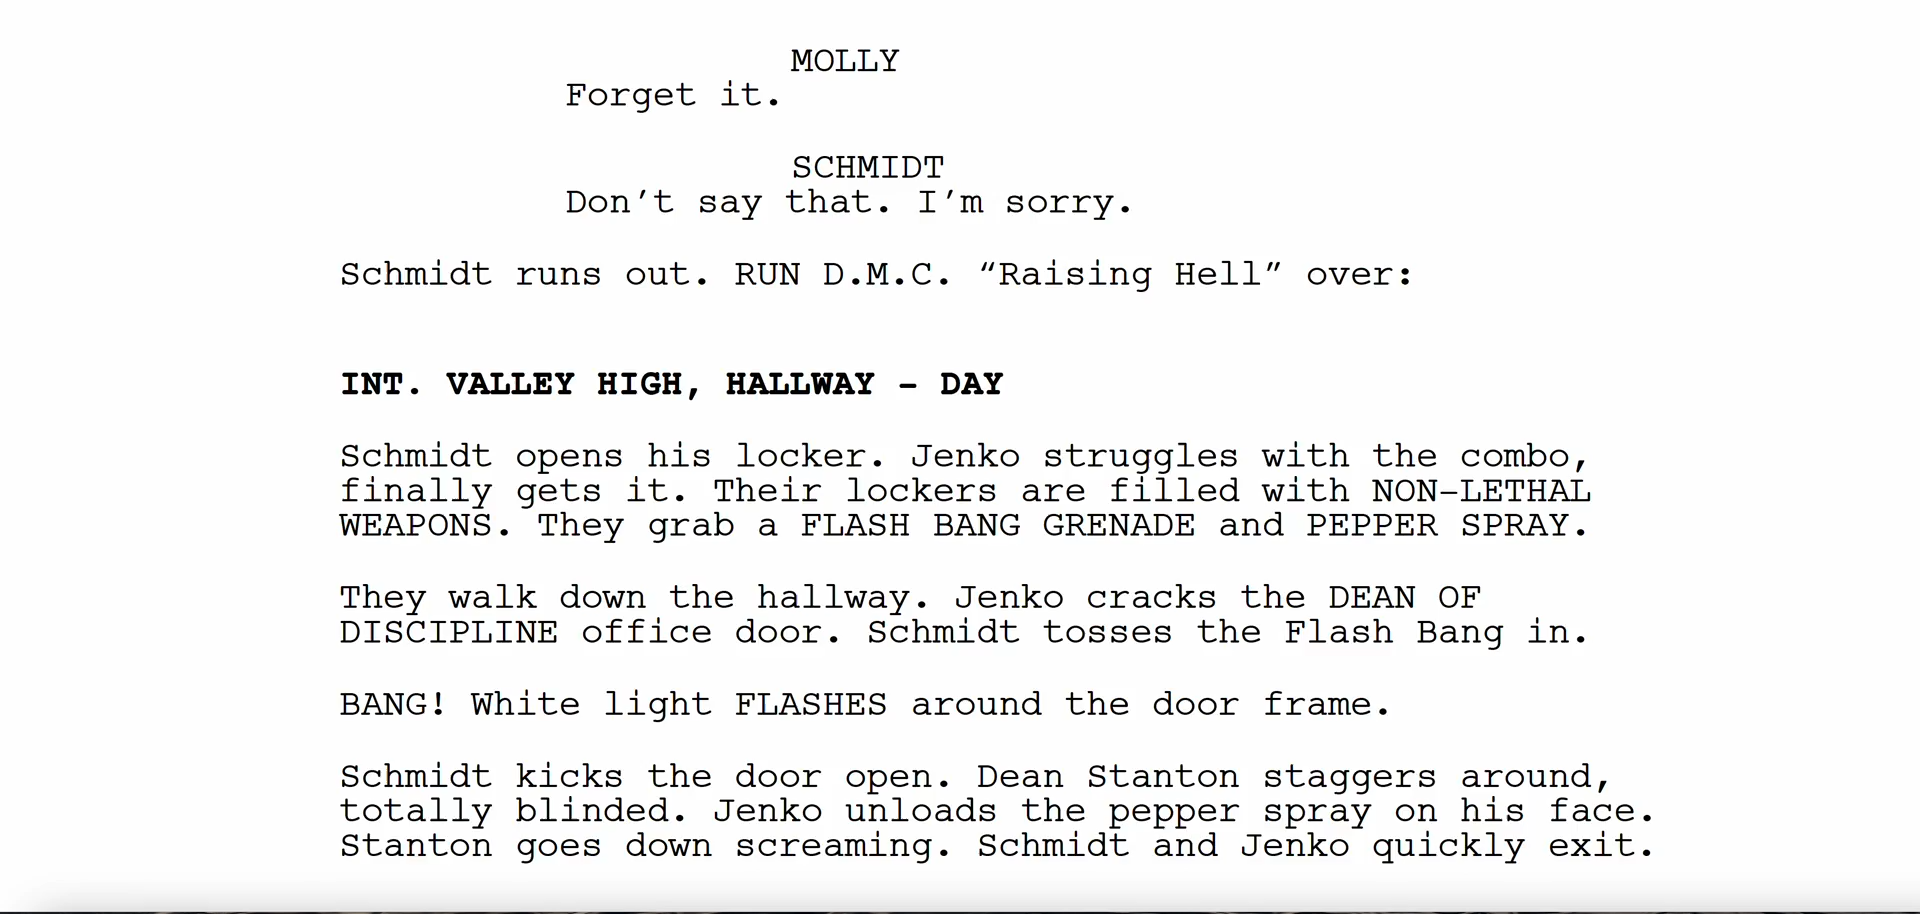 MOLLY
Forget it.
SCHMIDT
Don’t say that. I’m sorry.
Schmidt runs out. RUN D.M.C. “Raising Hell” over:
INT. VALLEY HIGH, HALLWAY - DAY
Schmidt opens his locker. Jenko struggles with the combo,
finally gets it. Their lockers are filled with NON-LETHAL
WEAPONS. They grab a FLASH BANG GRENADE and PEPPER SPRAY.
They walk down the hallway. Jenko cracks the DEAN OF
DISCIPLINE office door. Schmidt tosses the Flash Bang in.
BANG! White light FLASHES around the door frame.
Schmidt kicks the door open. Dean Stanton staggers around,
totally blinded. Jenko unloads the pepper spray on his face.
Stanton goes down screaming. Schmidt and Jenko quickly exit.